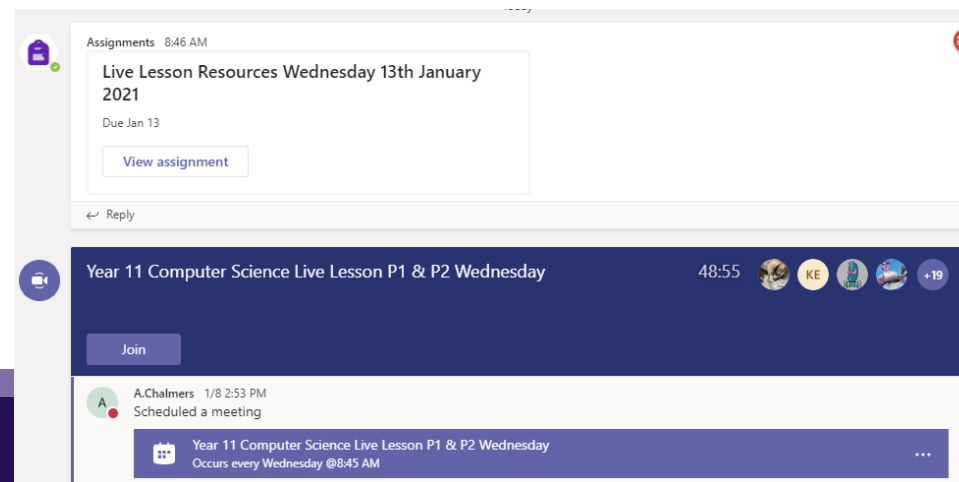 Assignments 8:46 AM
Live Lesson Resources Wednesday 13th January
2021
Due Jan 13
View assignment
Reply
Year 11 Computer Science Live Lesson P1 & P2 Wednesday 48:55 KE +19
Join
A A.Chalmers 1/8 2:53 PM
Scheduled a meeting
Year 11 Computer Science Live Lesson P1 & P2 Wednesday
Occurs every Wednesday @8:45 AM